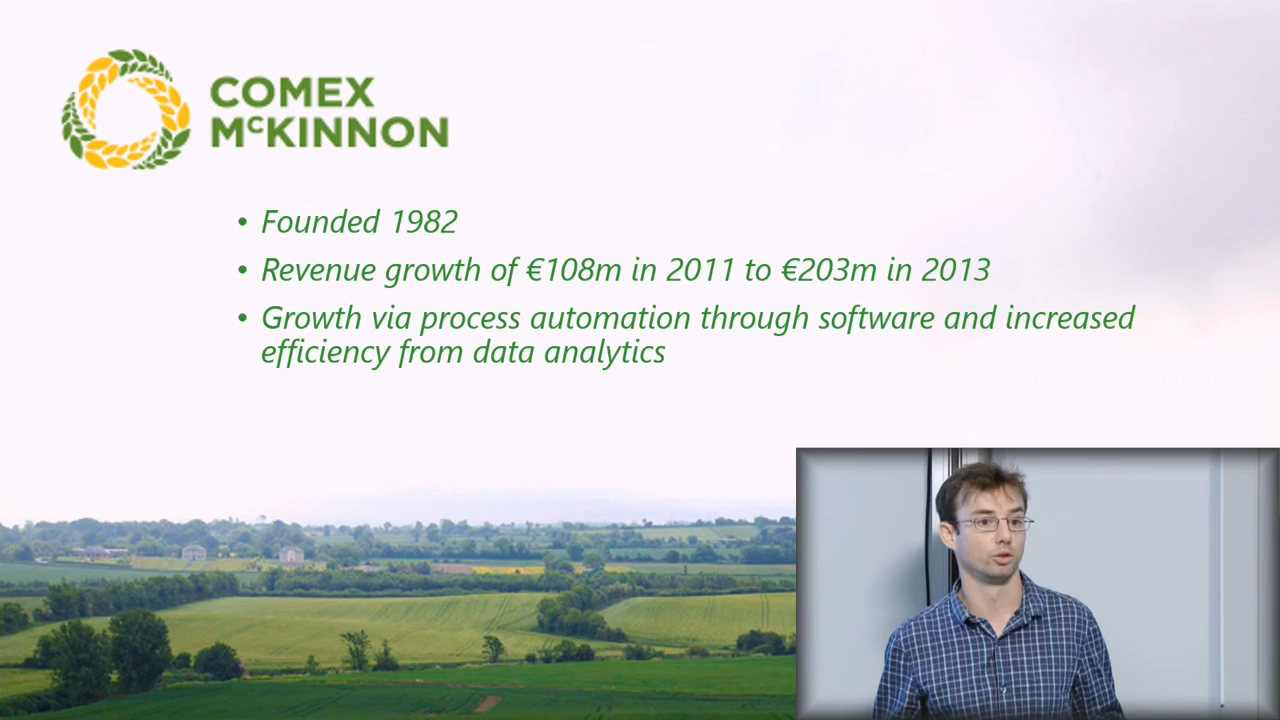 COMEX
McKINNON
• Founded 1982
• Revenue growth of €108m in 2011 to €203m in 2013
• Growth via process automation through software and increased
efficiency from data analytics